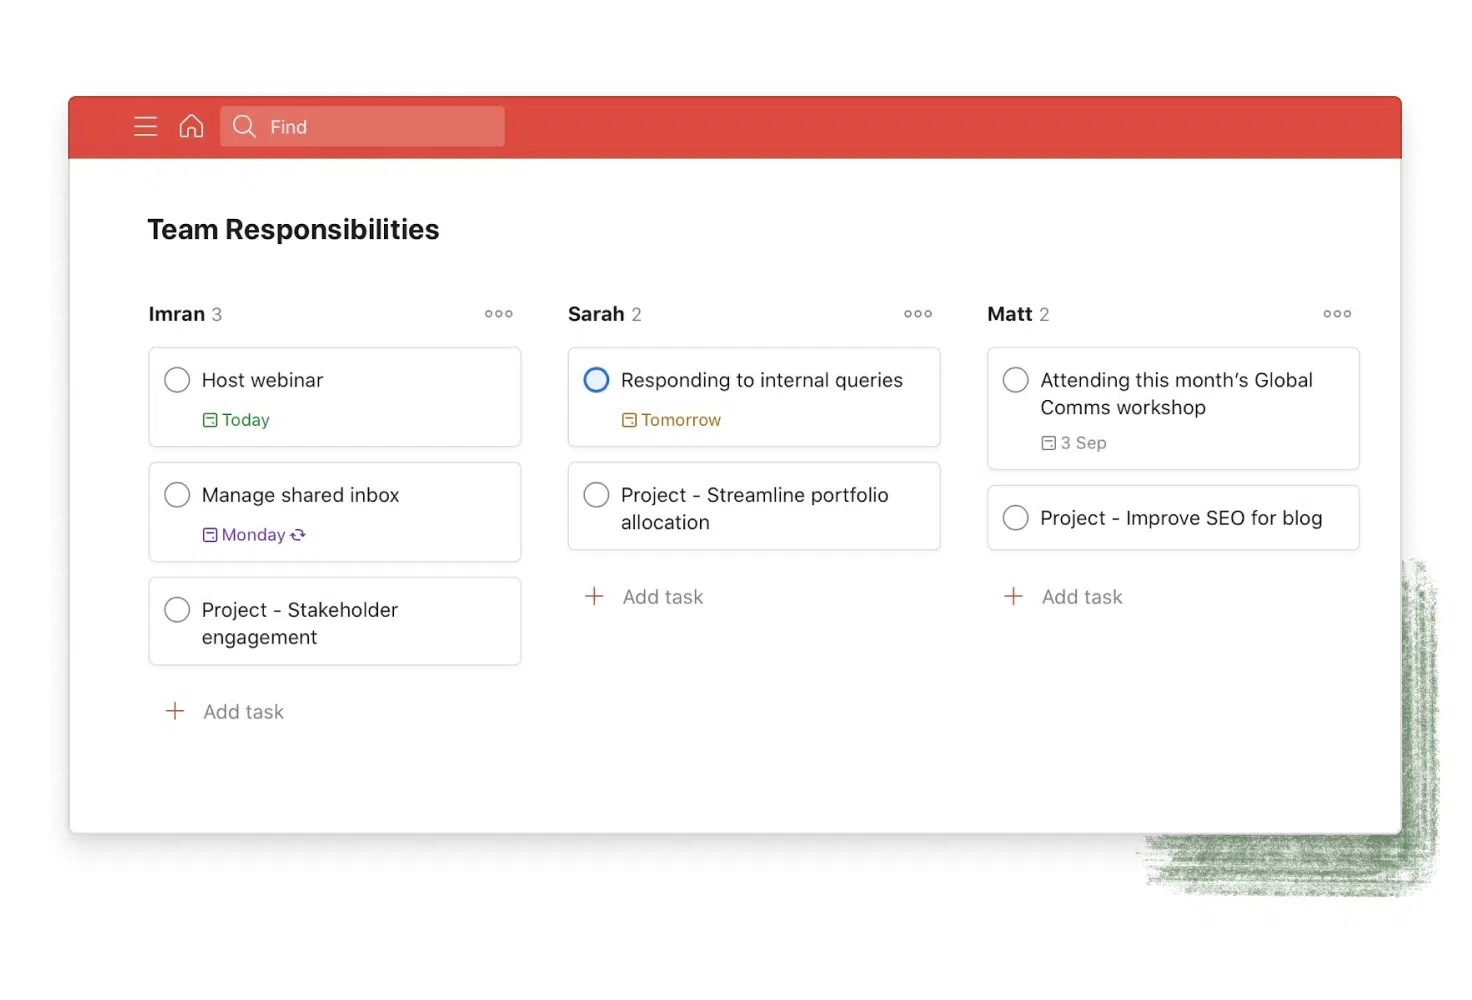 Find
Team Responsibilities
Imran 3
Host webinar
Today
Manage shared inbox
Monday
Project - Stakeholder
engagement
Add task
Sarah 2
Responding to internal queries
Tomorrow
Project - Streamline portfolio
allocation
Add task
Matt 2
Attending this month’s Global
Comms workshop
3 Sep
Project - Improve SEO for blog
Add task